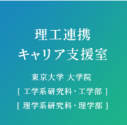 理工連携
キャリア支援室
東京大学 大学院
[ 工学系研究科・工学部 ]
[ 理学系研究科・理学部 ]